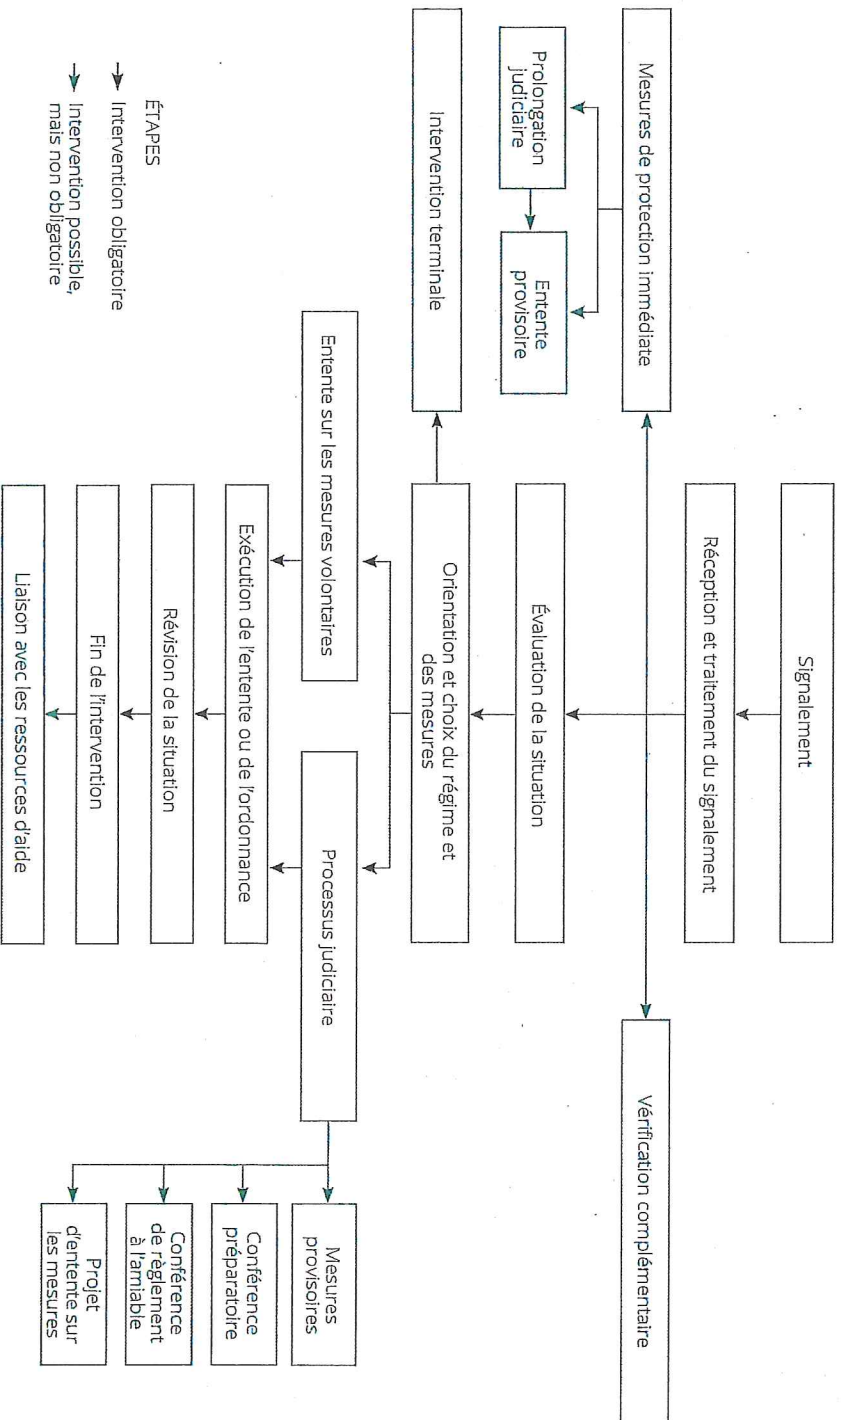 Signalement
Réception et traitement du signalement
Mesures de protection immédiate
Vérification complémentaire
Prolongation
judiciaire
Entente
provisoire
Évaluation de la situation
Intervention terminale
Orientation et choix du régime et
des mesures
Entente sur les mesures volontaires
Processus judiciaire
Mesures
provisoires
Conférence
préparatoire
Conférence
de règlement
à l'amiable
Projet
d'entente sur
les mesures
Exécution de l'entente ou de l'ordonnance
Révision de la situation
Fin de l'intervention
Liaison avec les ressources d'aide
ÉTAPES
Intervention obligatoire
Intervention possible,
mais non obligatoire